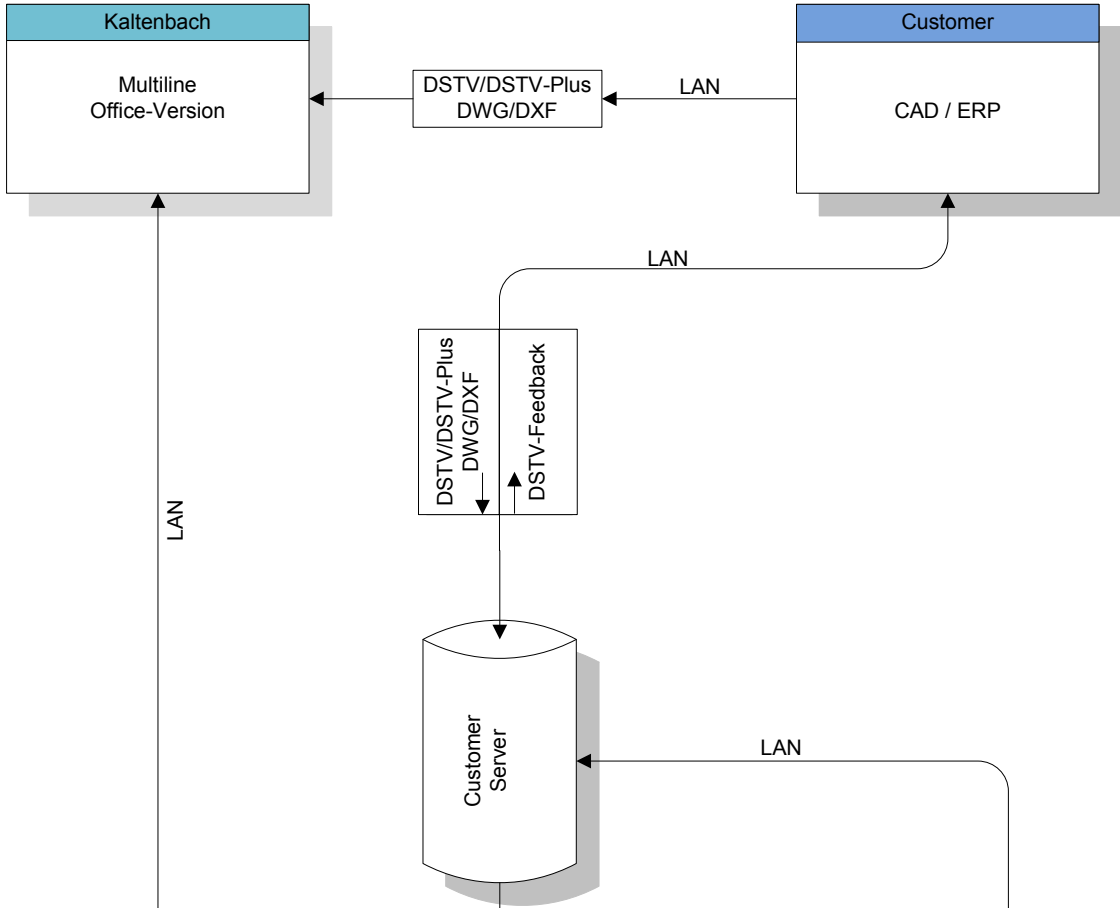 Kaltenbach
Multiline
Office-Version
DSTV/DSTV-Plus
DWG/DXF
LAN
Customer
CAD / ERP
LAN
DSTV/DSTV-Plus
DWG/DXF
DSTV-Feedback
LAN
Customer
Server
LAN